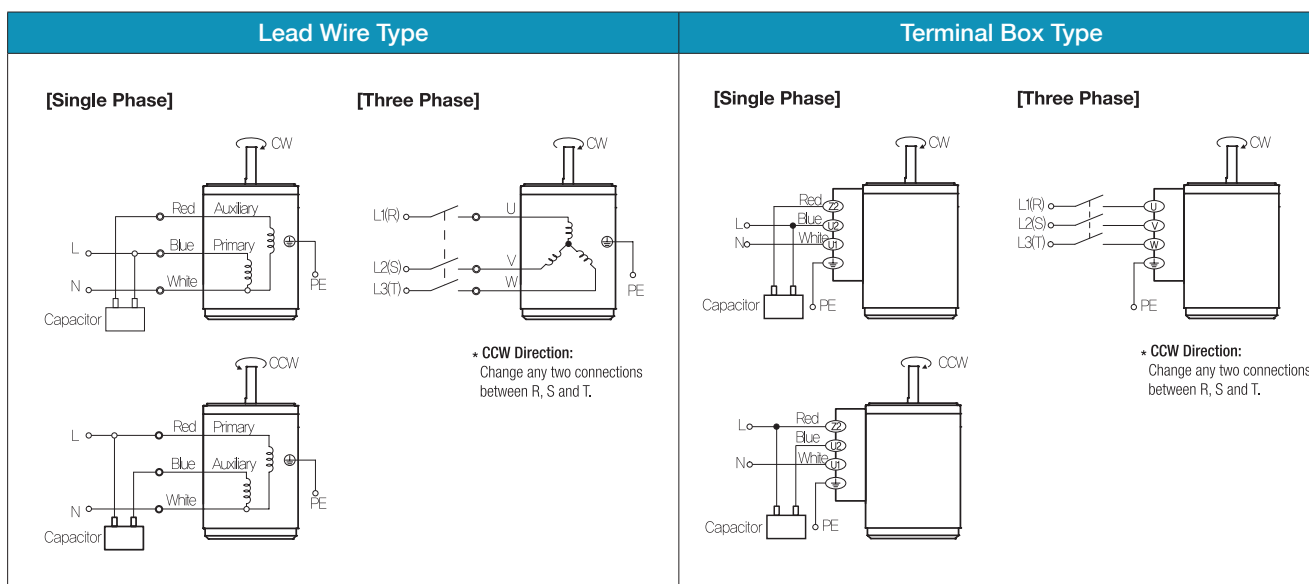 Lead Wire Type
[Single Phase]
CW
Red
Auxiliary
L
Blue
Primary
N
White
PE
Capacitor
CCW
L
Red
Primary
Blue
Auxiliary
N
White
PE
Capacitor
[Three Phase]
CW
L1(R)
U
L2(S)
V
L3(T)
W
PE
* CCW Direction:
Change any two connections
between R, S and T.
Terminal Box Type
[Single Phase]
CW
Red
Z2
L
Blue
U2
N
White
U1
Capacitor
PE
CCW
L
Red
Z2
Blue
U2
N
White
U1
Capacitor
PE
[Three Phase]
CW
L1(R)
U
L2(S)
V
L3(T)
W
PE
* CCW Direction:
Change any two connections
between R, S and T.